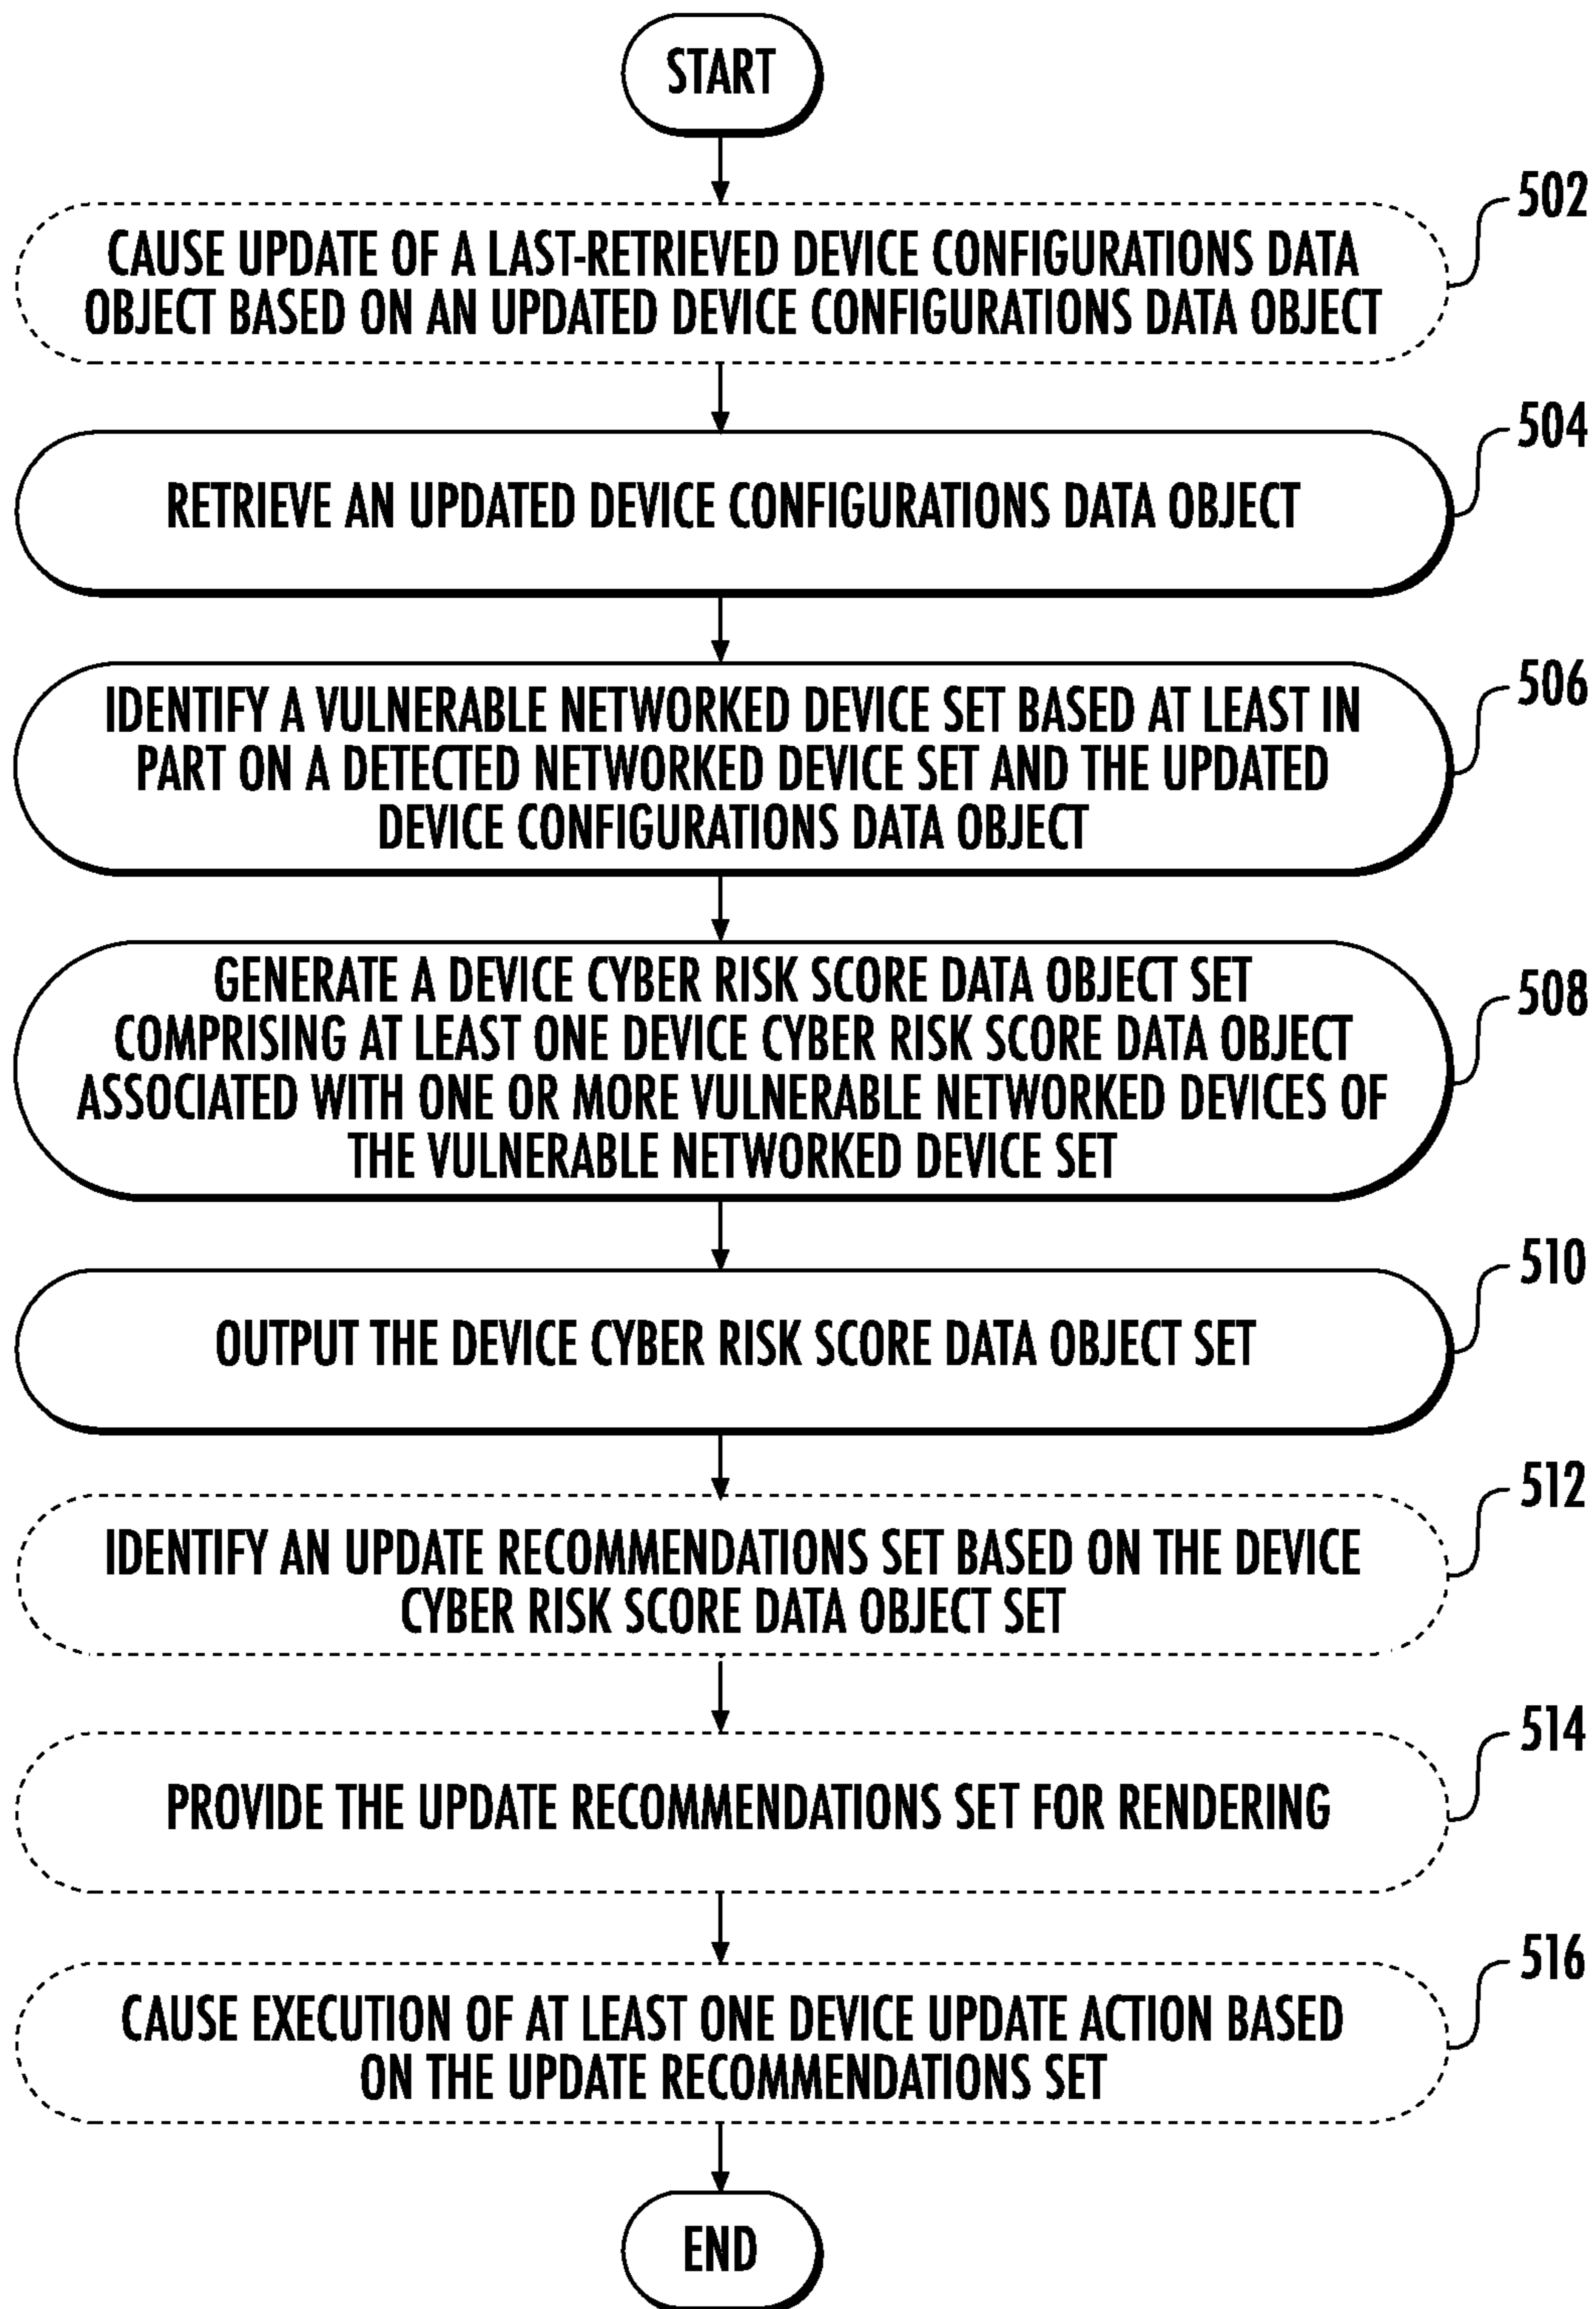 START
502
CAUSE UPDATE OF A LAST-RETRIEVED DEVICE CONFIGURATIONS DATA
OBJECT BASED ON AN UPDATED DEVICE CONFIGURATIONS DATA OBJECT
504
RETRIEVE AN UPDATED DEVICE CONFIGURATIONS DATA OBJECT
506
IDENTIFY A VULNERABLE NETWORKED DEVICE SET BASED AT LEAST IN
PART ON A DETECTED NETWORKED DEVICE SET AND THE UPDATED
DEVICE CONFIGURATIONS DATA OBJECT
508
GENERATE A DEVICE CYBER RISK SCORE DATA OBJECT SET
COMPRISING AT LEAST ONE DEVICE CYBER RISK SCORE DATA OBJECT
ASSOCIATED WITH ONE OR MORE VULNERABLE NETWORKED DEVICES OF
THE VULNERABLE NETWORKED DEVICE SET
510
OUTPUT THE DEVICE CYBER RISK SCORE DATA OBJECT SET
512
IDENTIFY AN UPDATE RECOMMENDATIONS SET BASED ON THE DEVICE
CYBER RISK SCORE DATA OBJECT SET
514
PROVIDE THE UPDATE RECOMMENDATIONS SET FOR RENDERING
516
CAUSE EXECUTION OF AT LEAST ONE DEVICE UPDATE ACTION BASED
ON THE UPDATE RECOMMENDATIONS SET
END